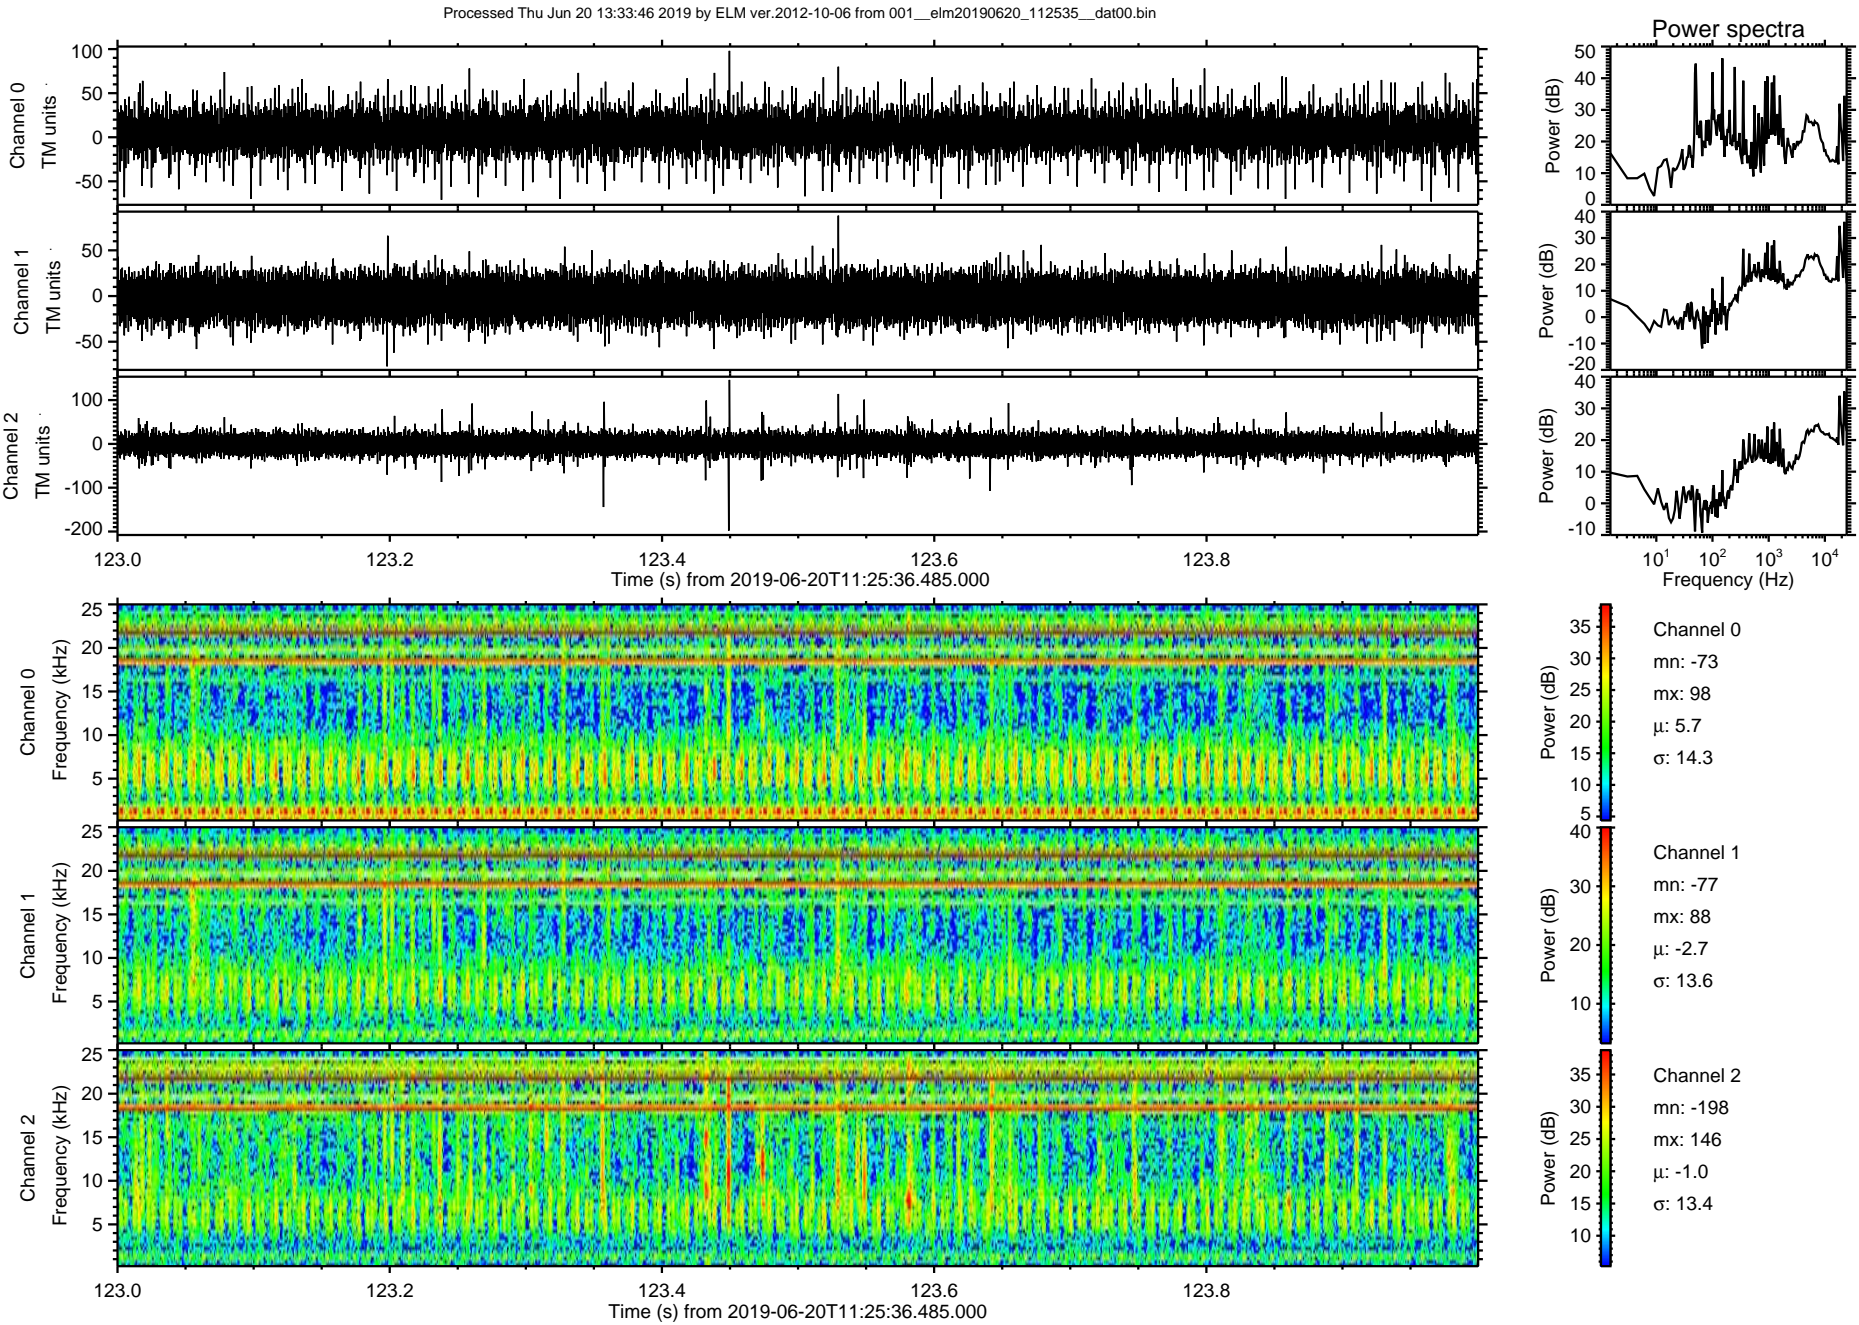 Processed Thu Jun 20 13:33:46 2019 by ELM ver.2012-10-06 from 001__elm20190620_112535__dat00.bin
Power spectra
Channel 0
TM units
100
50
0
-50
Power (dB)
50
40
30
20
10
0
Channel 1
TM units
50
0
-50
Power (dB)
40
30
20
10
0
-10
-20
Channel 2
TM units
100
0
-100
-200
Power (dB)
40
30
20
10
0
-10
123.0 123.2 123.4 123.6 123.8
Time (s) from 2019-06-20T11:25:36.485.000
10¹ 10² 10³ 10⁴
Frequency (Hz)
Channel 0
Frequency (kHz)
25
20
15
10
5
Power (dB)
35
30
25
20
15
10
5
Channel 0
mn: -73
mx: 98
µ: 5.7
σ: 14.3
Channel 1
Frequency (kHz)
25
20
15
10
5
Power (dB)
40
30
20
10
Channel 1
mn: -77
mx: 88
µ: -2.7
σ: 13.6
Channel 2
Frequency (kHz)
25
20
15
10
5
Power (dB)
35
30
25
20
15
10
Channel 2
mn: -198
mx: 146
µ: -1.0
σ: 13.4
123.0 123.2 123.4 123.6 123.8
Time (s) from 2019-06-20T11:25:36.485.000